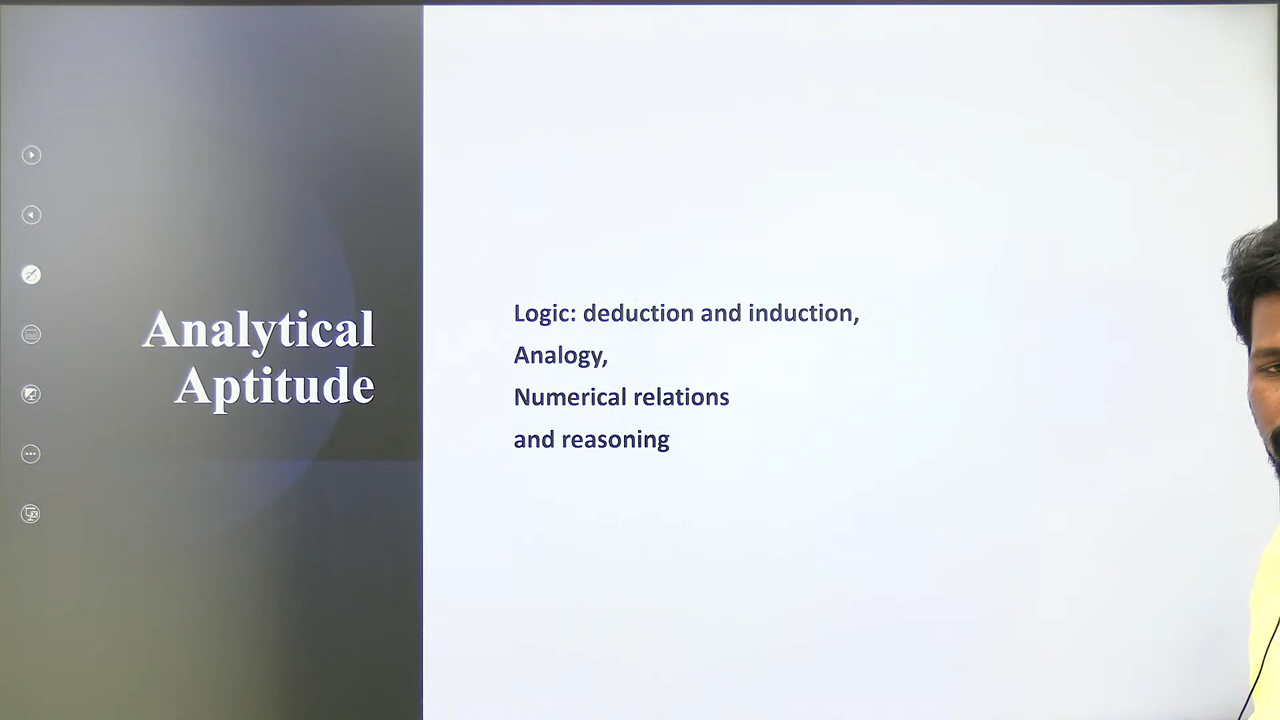 Analytical
Aptitude
Logic: deduction and induction,
Analogy,
Numerical relations
and reasoning